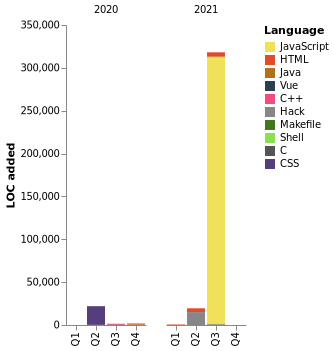 2020 2021
350,000
300,000
250,000
200,000
150,000
100,000
50,000
0
LOC added
Q1 Q2 Q3 Q4 Q1 Q2 Q3 Q4
Language
JavaScript
HTML
Java
Vue
C++
Hack
Makefile
Shell
C
CSS